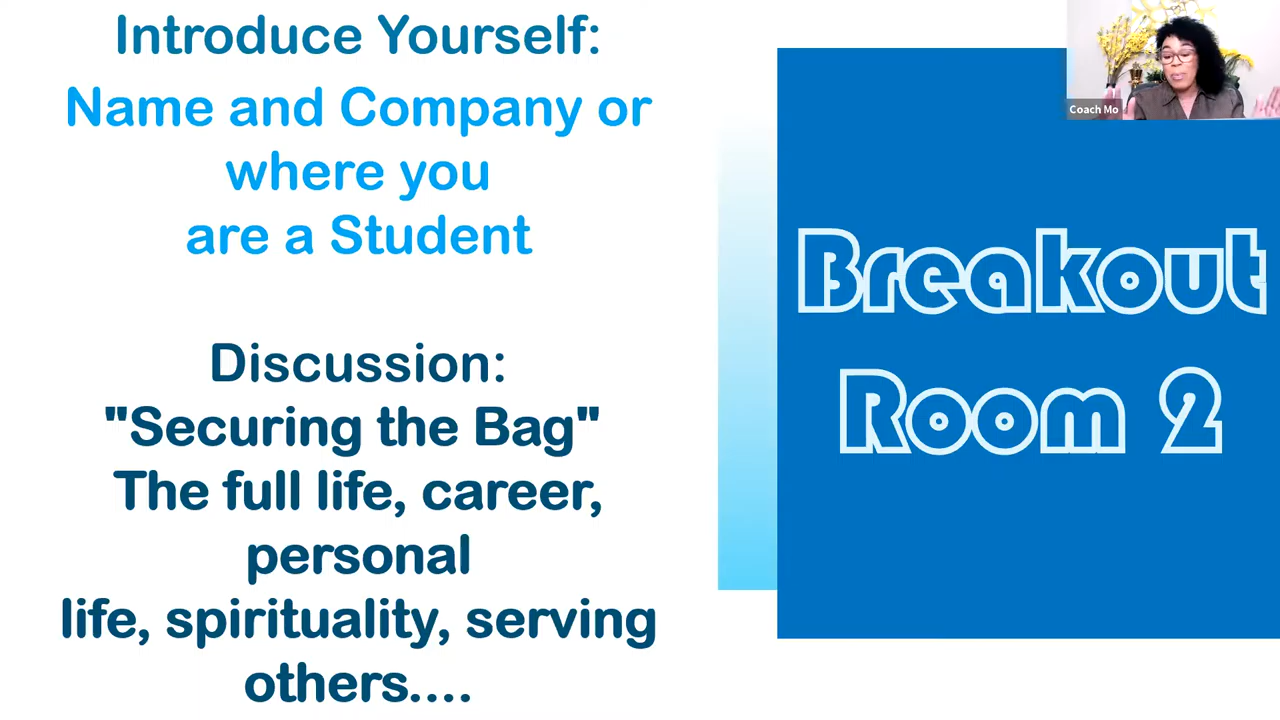 Introduce Yourself:
Name and Company or
where you
are a Student
Discussion:
"Securing the Bag"
The full life, career,
personal
life, spirituality, serving
others....
Breakout
Room 2
Coach Mo